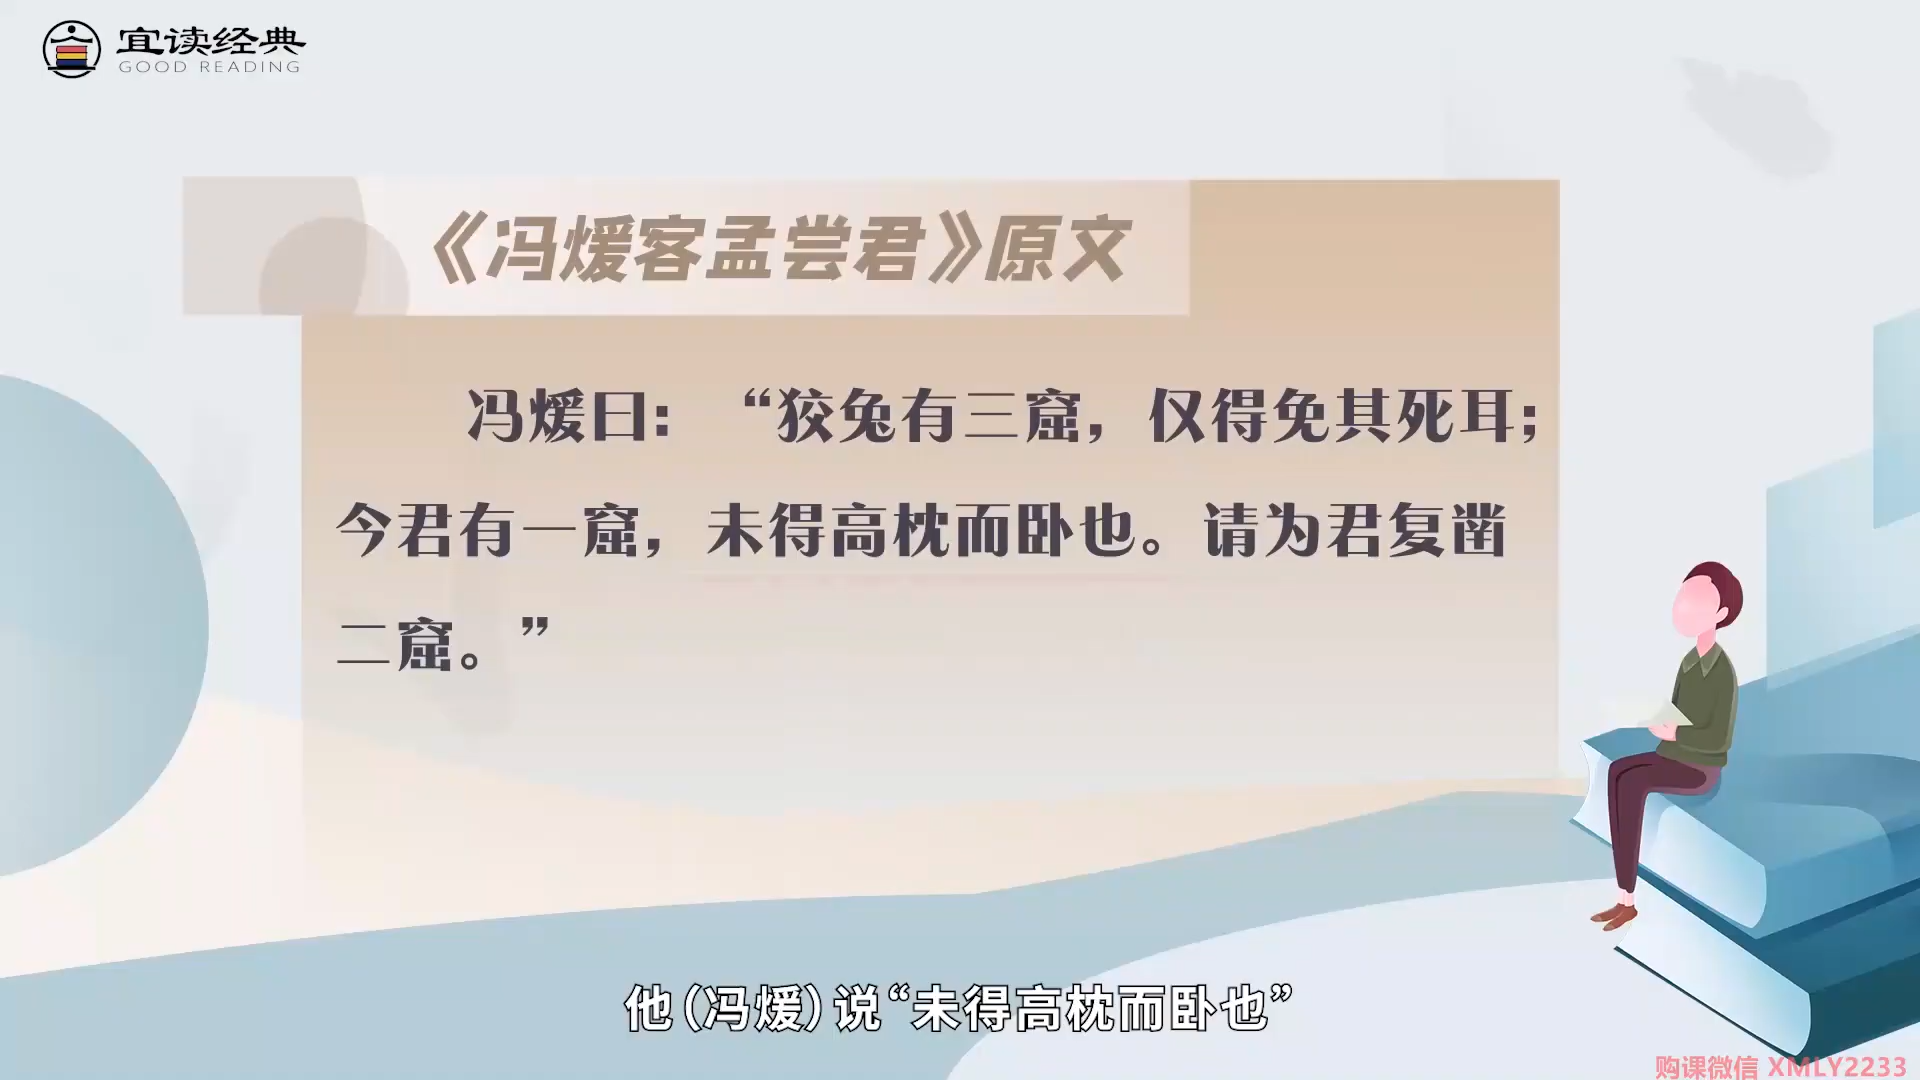 宜读经典
GOOD READING
《冯煖客孟尝君》原文
冯煖曰：“狡兔有三窟，仅得免其死耳；
今君有一窟，未得高枕而卧也。请为君复凿
二窟。”
他（冯煖）说“未得高枕而卧也”
购课微信 XMLY2233